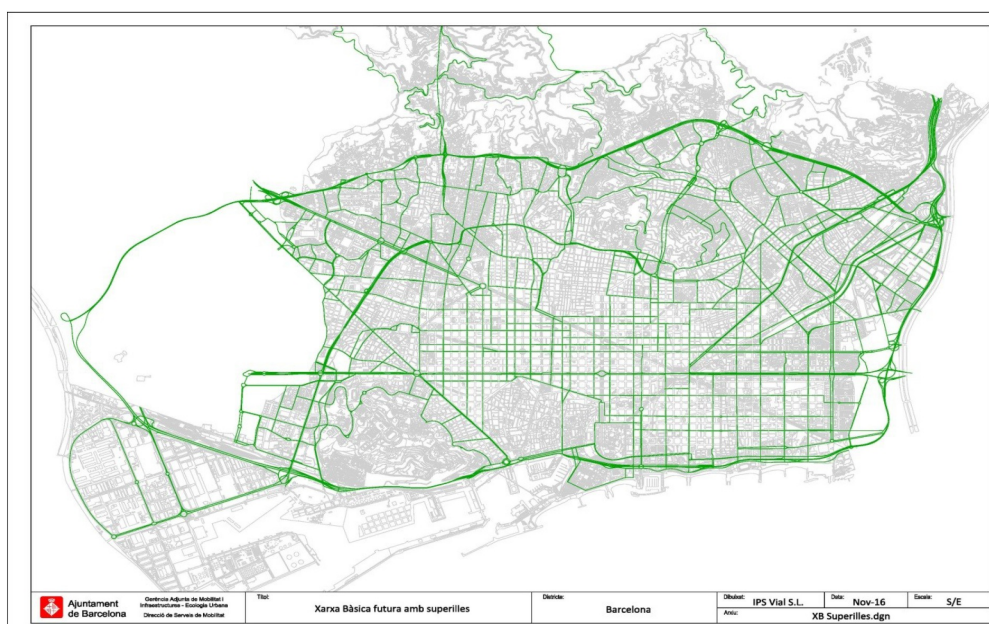 Ajuntament
de Barcelona
Gerència Adjunta de Mobilitat i
Infraestructures - Ecologia Urbana
Direcció de Serveis de Mobilitat
Títol:
Xarxa Bàsica futura amb superilles
Districte:
Barcelona
Dibuixat: IPS Vial S.L.
Data: Nov-16
Escala: S/E
Arxiu: XB Superilles.dgn